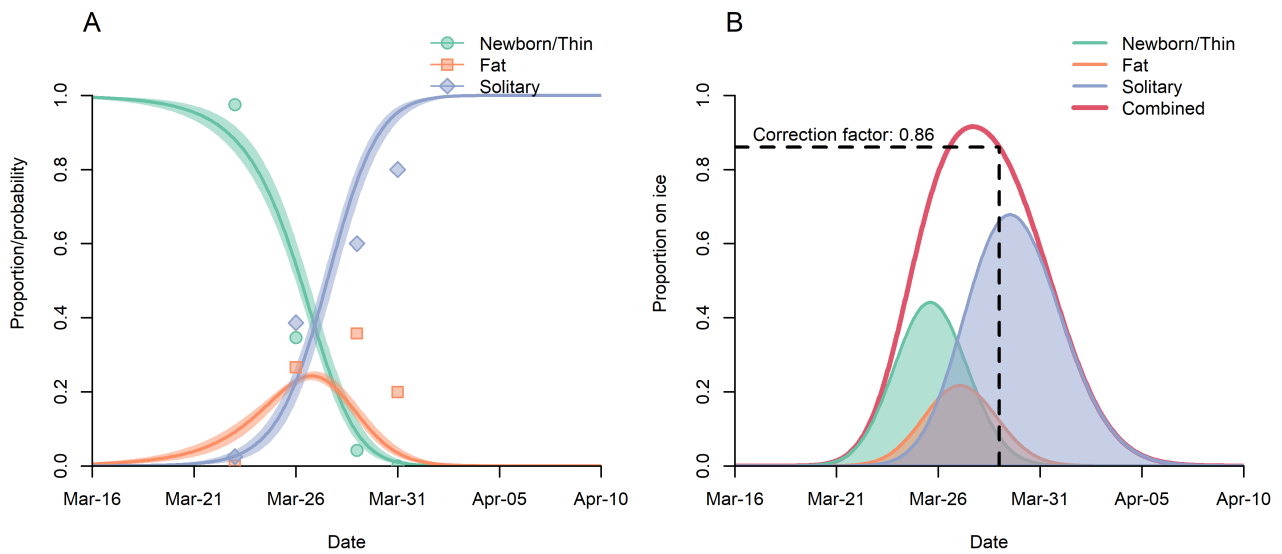 A
Newborn/Thin
Fat
Solitary
Proportion/probability
1.0
0.8
0.6
0.4
0.2
0.0
Mar-16 Mar-21 Mar-26 Mar-31 Apr-05 Apr-10
Date
B
Newborn/Thin
Fat
Solitary
Combined
Correction factor: 0.86
Proportion on ice
1.0
0.8
0.6
0.4
0.2
0.0
Mar-16 Mar-21 Mar-26 Mar-31 Apr-05 Apr-10
Date